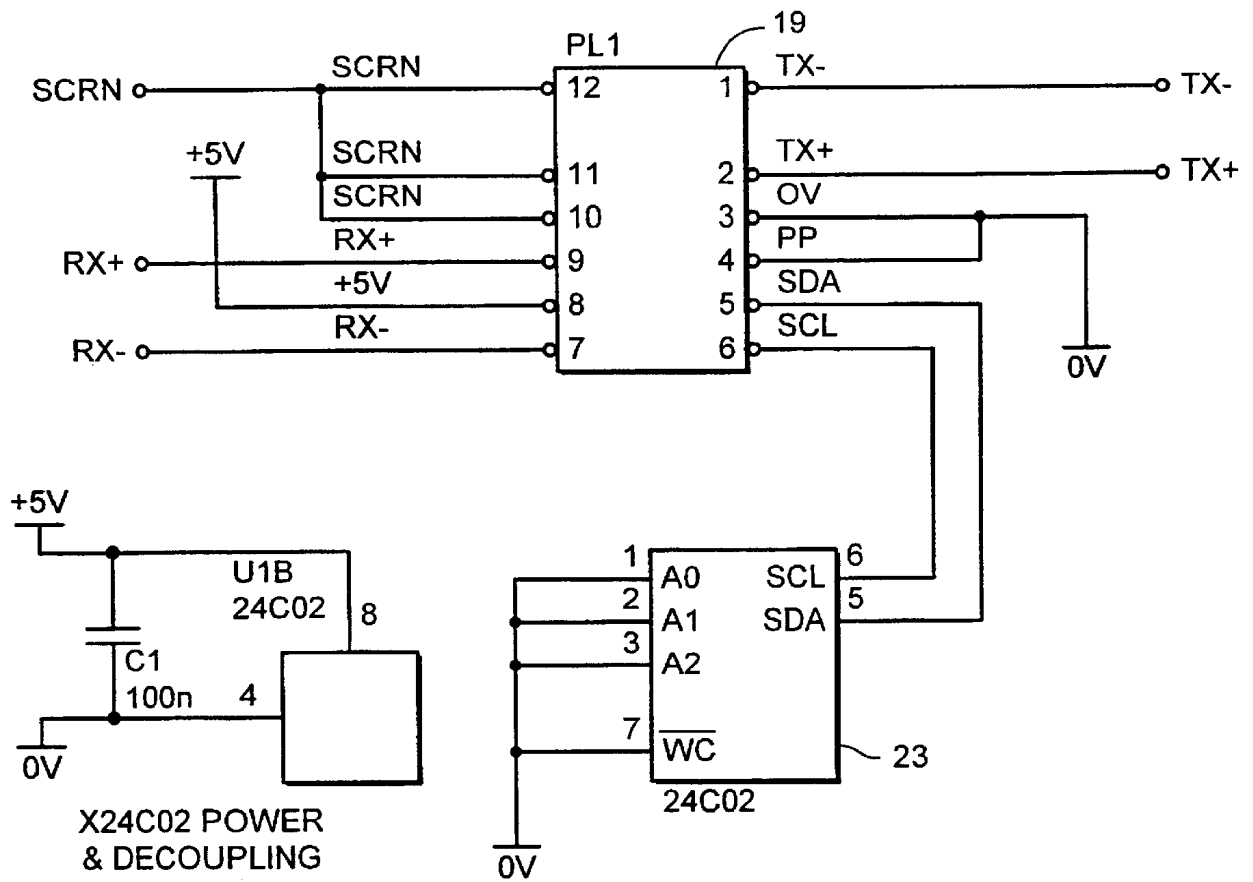 19
PL1
SCRN SCRN 12 1 TX- TX-
+5V SCRN 11 2 TX+ TX+
SCRN 10 3 OV
RX+ RX+ 9 4 PP
+5V 8 5 SDA
RX- RX- 7 6 SCL
0V
+5V
U1B
24C02
8
C1
100n
4
0V
X24C02 POWER
& DECOUPLING
1 A0 SCL 6
2 A1 SDA 5
3 A2
7 WC
23
24C02
0V